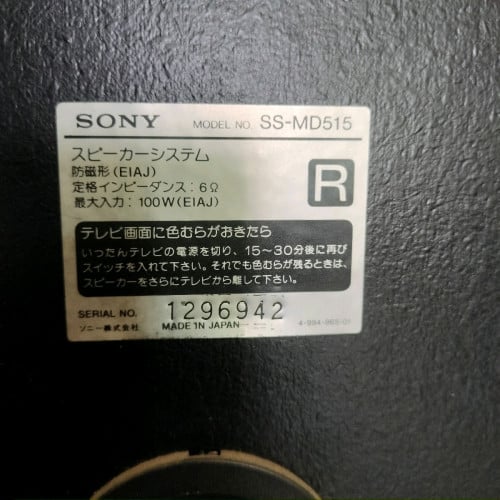 SONY MODEL NO. SS-MD515
スピーカーシステム
防磁形(EIAJ)
定格インピーダンス:6Ω
最大入力:100W(EIAJ)
R
テレビ画面に色むらがおきたら
いったんテレビの電源を切り、15〜30分後に再び
スイッチを入れて下さい。それでも色むらが残るときは、
スピーカーをさらにテレビから離して下さい。
SERIAL NO. 1296942
ソニー株式会社 MADE IN JAPAN 4-994-965-01